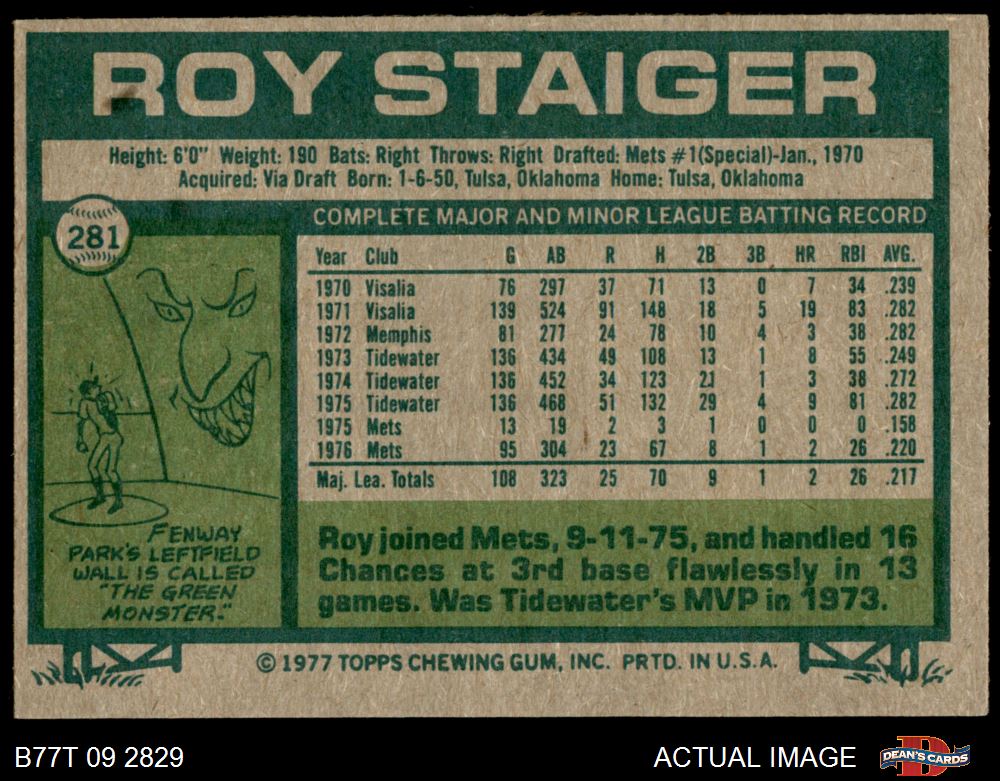 ROY STAIGER
Height: 6'0" Weight: 190 Bats: Right Throws: Right Drafted: Mets #1(Special)-Jan., 1970
Acquired: Via Draft Born: 1-6-50, Tulsa, Oklahoma Home: Tulsa, Oklahoma
281
COMPLETE MAJOR AND MINOR LEAGUE BATTING RECORD
Year Club G AB R H 2B 3B HR RBI AVG.
1970 Visalia 76 297 37 71 13 0 7 34 .239
1971 Visalia 139 524 91 148 18 5 19 83 .282
1972 Memphis 81 277 24 78 10 4 3 38 .282
1973 Tidewater 136 434 49 108 13 1 8 55 .249
1974 Tidewater 136 452 34 123 21 1 3 38 .272
1975 Tidewater 136 468 51 132 29 4 9 81 .282
1975 Mets 13 19 2 3 1 0 0 0 .158
1976 Mets 95 304 23 67 8 1 2 26 .220
Maj. Lea. Totals 108 323 25 70 9 1 2 26 .217
FENWAY
PARK'S LEFTFIELD
WALL IS CALLED
"THE GREEN
MONSTER."
Roy joined Mets, 9-11-75, and handled 16
Chances at 3rd base flawlessly in 13
games. Was Tidewater's MVP in 1973.
© 1977 TOPPS CHEWING GUM, INC. PRTD. IN U.S.A.
B77T 09 2829
ACTUAL IMAGE
DEAN'S CARDS